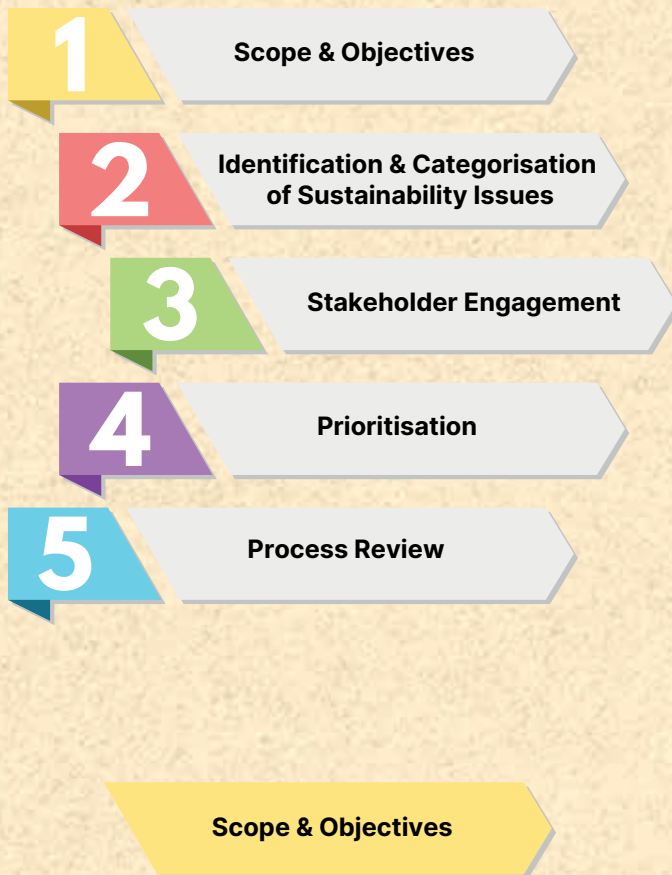 1
Scope & Objectives
2
Identification & Categorisation
of Sustainability Issues
3
Stakeholder Engagement
4
Prioritisation
5
Process Review
Scope & Objectives